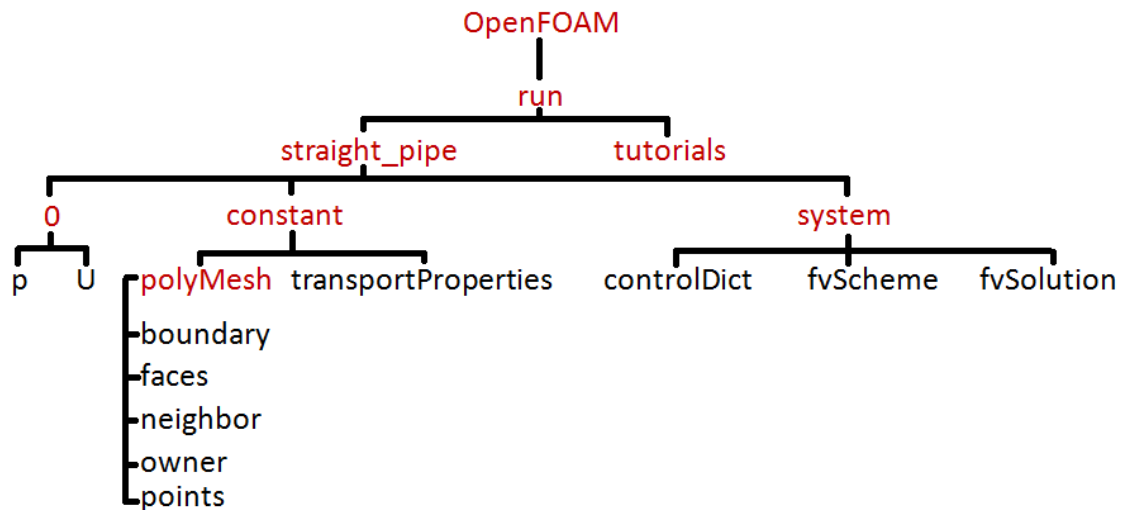 OpenFOAM
run
straight_pipe tutorials
0 constant system
p U polyMesh transportProperties controlDict fvScheme fvSolution
boundary
faces
neighbor
owner
points